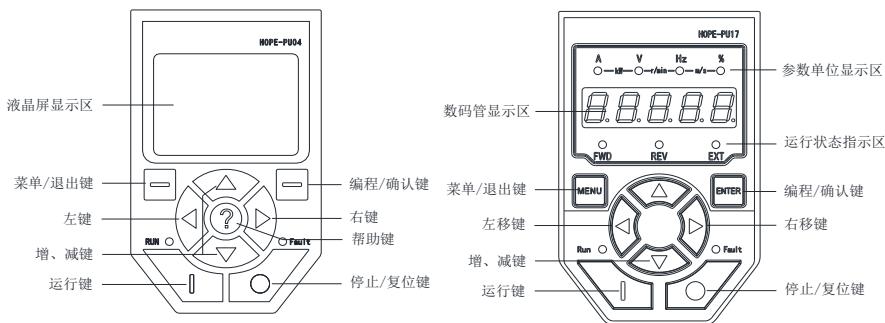 HOPE-PU04
液晶屏显示区
菜单/退出键
编程/确认键
左键
右键
?
帮助键
RUN
Fault
增、减键
运行键
停止/复位键
HOPE-PU17
A V Hz %
kW r/min m/s
参数单位显示区
数码管显示区
8.8.8.8.8.
运行状态指示区
FWD REV EXT
菜单/退出键
MENU
ENTER
编程/确认键
左移键
右移键
Run
Fault
增、减键
运行键
停止/复位键